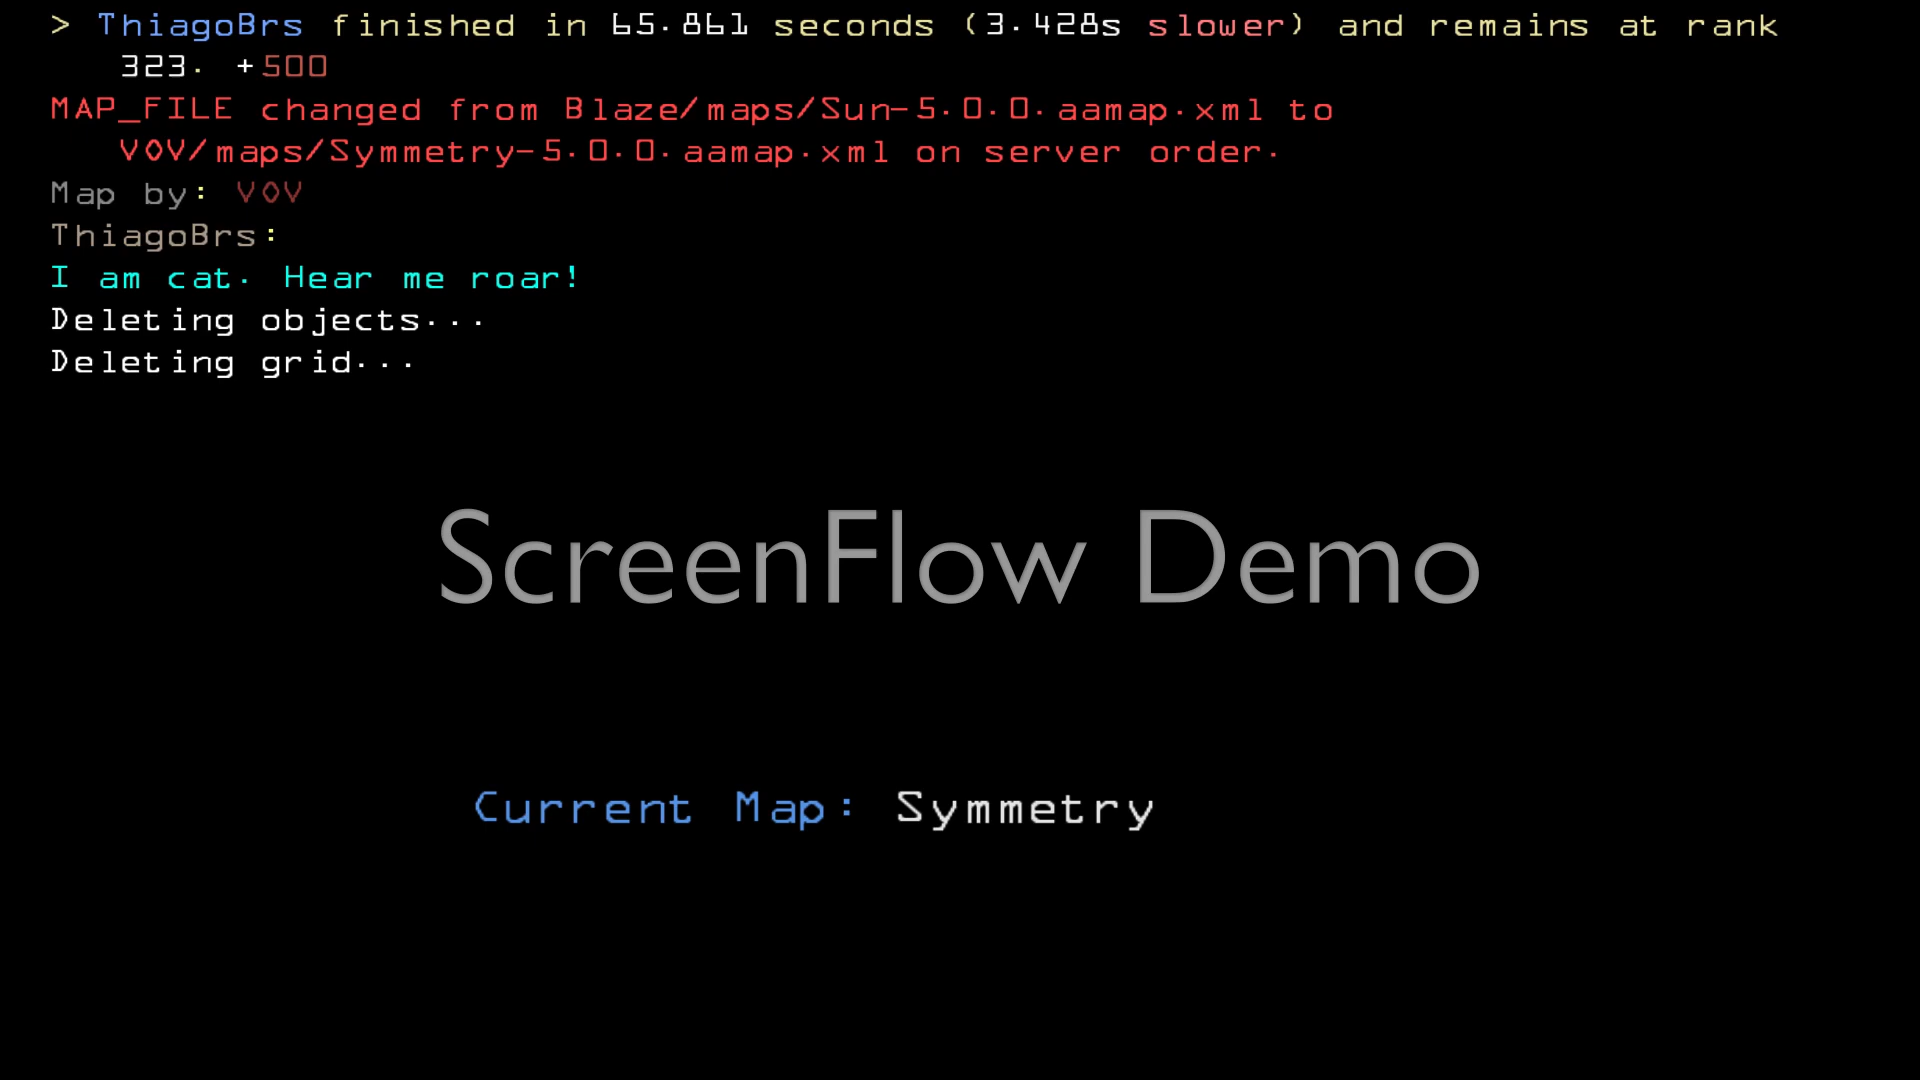 > ThiagoBrs finished in 65.861 seconds (3.428s slower) and remains at rank
323. +500
MAP_FILE changed from Blaze/maps/Sun-5.0.0.aamap.xml to
VOV/maps/Symmetry-5.0.0.aamap.xml on server order.
Map by: VOV
ThiagoBrs:
I am cat. Hear me roar!
Deleting objects...
Deleting grid...
ScreenFlow Demo
Current Map: Symmetry